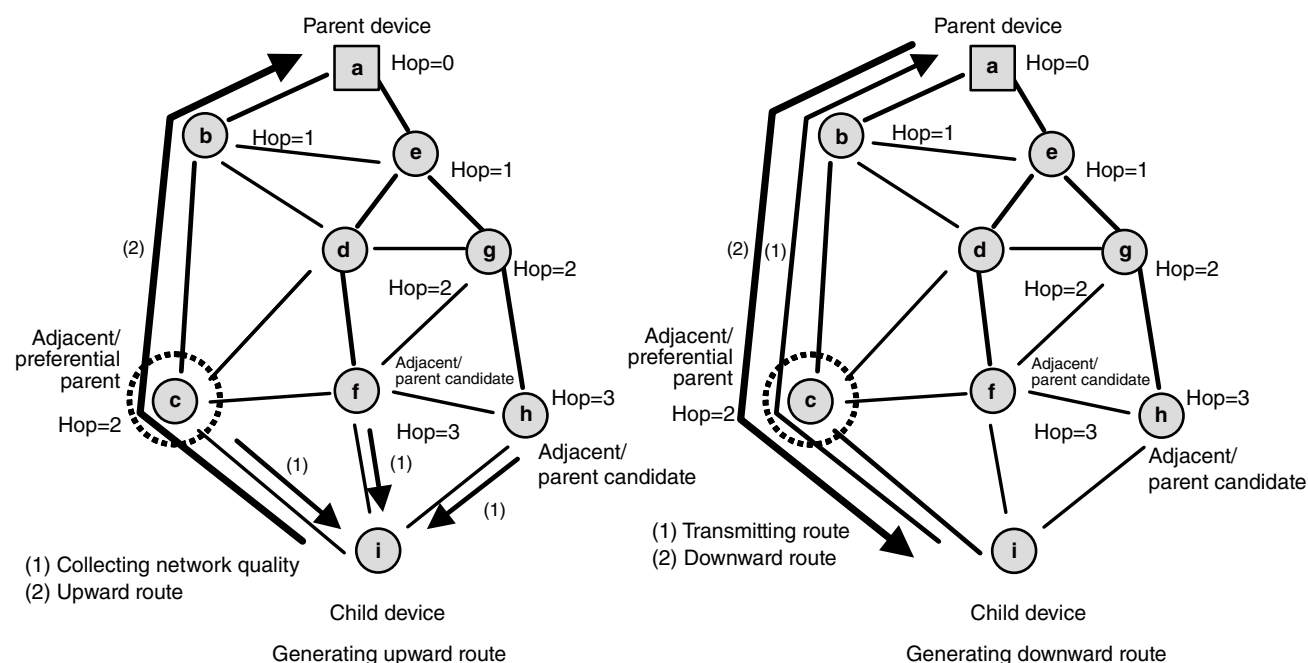 Parent device
a
Hop=0
b
Hop=1
e
Hop=1
d
g
Hop=2
(2)
Hop=2
Adjacent/
preferential
parent
c
Hop=2
f
Adjacent/
parent candidate
Hop=3
h
Hop=3
Adjacent/
parent candidate
(1)
(1)
(1)
i
(1) Collecting network quality
(2) Upward route
Child device
Generating upward route
Parent device
a
Hop=0
b
Hop=1
e
Hop=1
d
g
Hop=2
(2)
(1)
Hop=2
Adjacent/
preferential
parent
c
Hop=2
f
Adjacent/
parent candidate
Hop=3
h
Hop=3
Adjacent/
parent candidate
(1) Transmitting route
(2) Downward route
i
Child device
Generating downward route